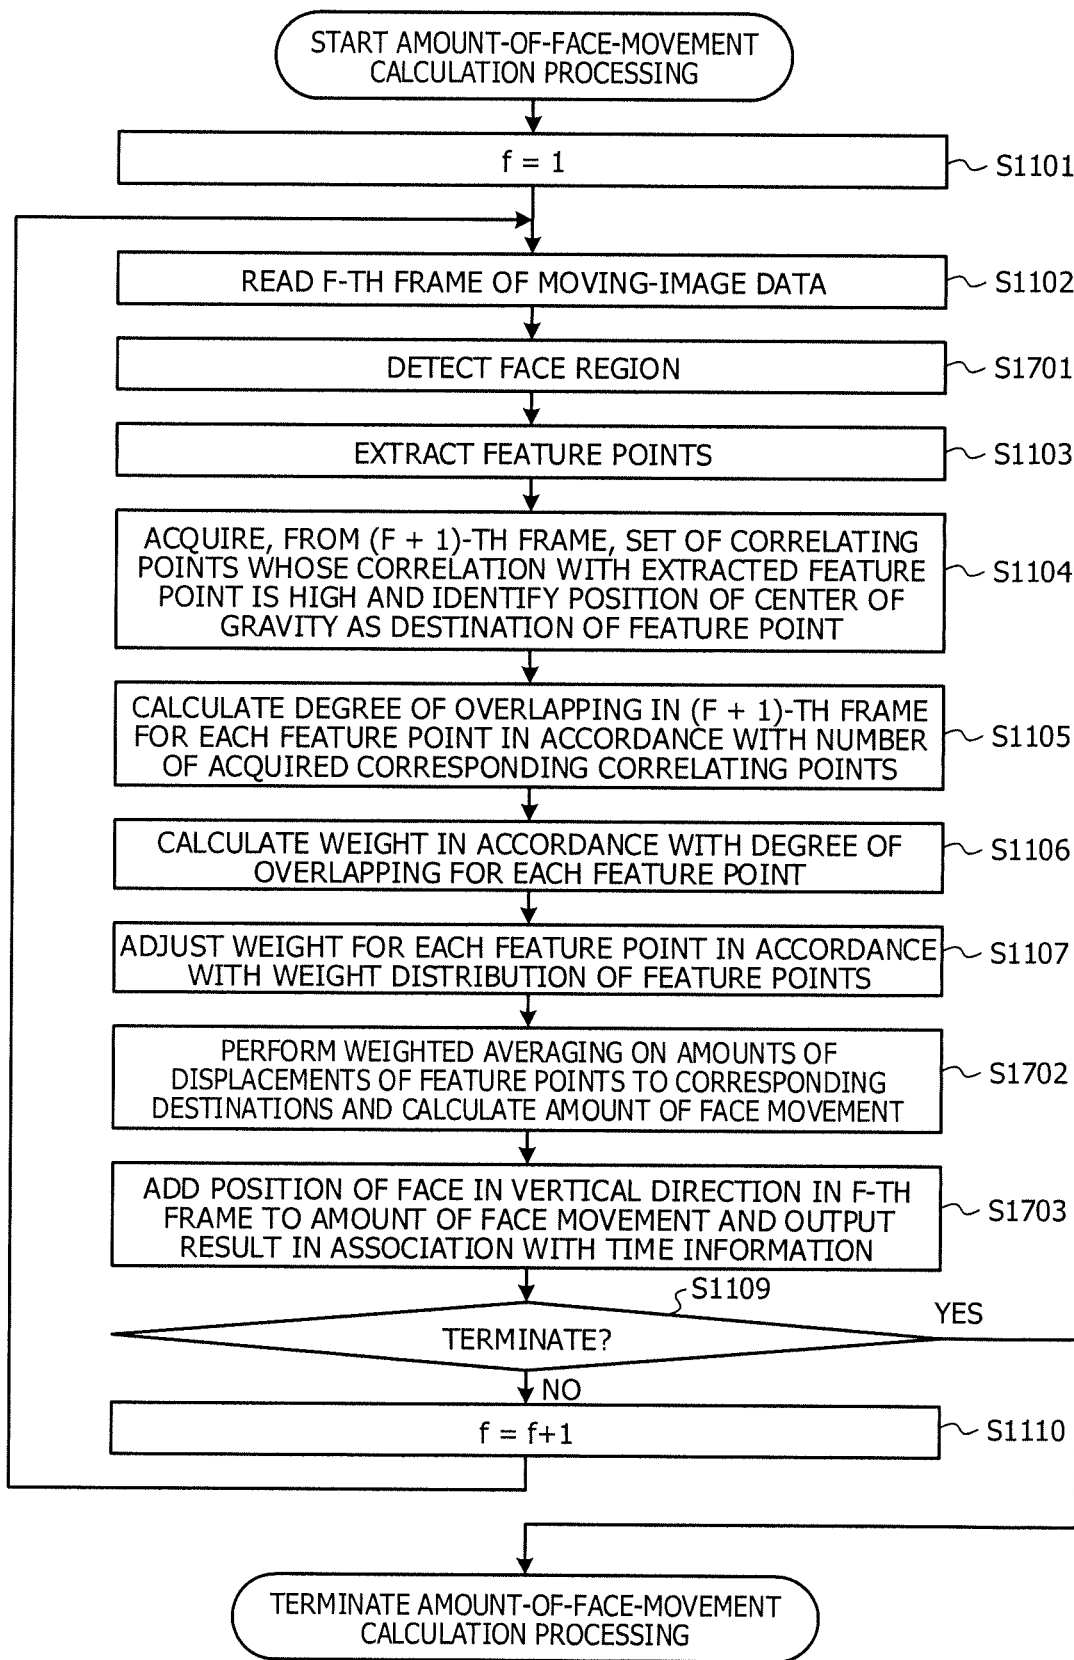 START AMOUNT-OF-FACE-MOVEMENT
CALCULATION PROCESSING
f = 1
S1101
READ F-TH FRAME OF MOVING-IMAGE DATA
S1102
DETECT FACE REGION
S1701
EXTRACT FEATURE POINTS
S1103
ACQUIRE, FROM (F + 1)-TH FRAME, SET OF CORRELATING
POINTS WHOSE CORRELATION WITH EXTRACTED FEATURE
POINT IS HIGH AND IDENTIFY POSITION OF CENTER OF
GRAVITY AS DESTINATION OF FEATURE POINT
S1104
CALCULATE DEGREE OF OVERLAPPING IN (F + 1)-TH FRAME
FOR EACH FEATURE POINT IN ACCORDANCE WITH NUMBER
OF ACQUIRED CORRESPONDING CORRELATING POINTS
S1105
CALCULATE WEIGHT IN ACCORDANCE WITH DEGREE OF
OVERLAPPING FOR EACH FEATURE POINT
S1106
ADJUST WEIGHT FOR EACH FEATURE POINT IN ACCORDANCE
WITH WEIGHT DISTRIBUTION OF FEATURE POINTS
S1107
PERFORM WEIGHTED AVERAGING ON AMOUNTS OF
DISPLACEMENTS OF FEATURE POINTS TO CORRESPONDING
DESTINATIONS AND CALCULATE AMOUNT OF FACE MOVEMENT
S1702
ADD POSITION OF FACE IN VERTICAL DIRECTION IN F-TH
FRAME TO AMOUNT OF FACE MOVEMENT AND OUTPUT
RESULT IN ASSOCIATION WITH TIME INFORMATION
S1703
S1109
TERMINATE?
YES
NO
f = f+1
S1110
TERMINATE AMOUNT-OF-FACE-MOVEMENT
CALCULATION PROCESSING